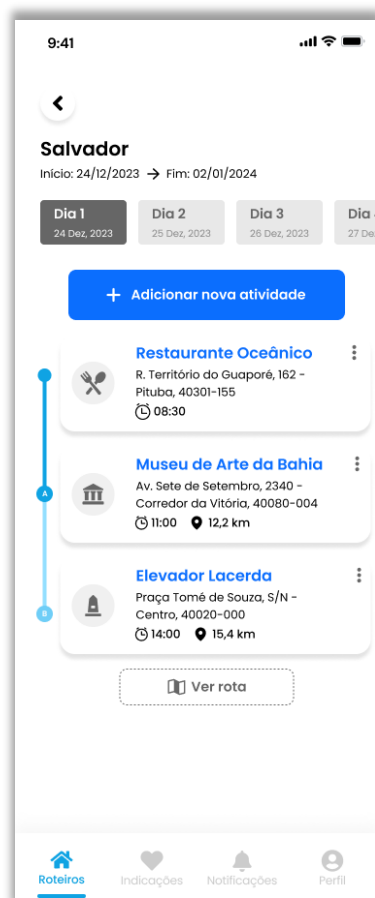 9:41
Salvador
Início: 24/12/2023 → Fim: 02/01/2024
Dia 1 Dia 2 Dia 3 Dia
24 Dez, 2023 25 Dez, 2023 26 Dez, 2023 27 De
+ Adicionar nova atividade
Restaurante Oceânico
R. Território do Guaporé, 162 -
Pituba, 40301-155
08:30
A
Museu de Arte da Bahia
Av. Sete de Setembro, 2340 -
Corredor da Vitória, 40080-004
11:00 12,2 km
B
Elevador Lacerda
Praça Tomé de Souza, S/N -
Centro, 40020-000
14:00 15,4 km
Ver rota
Roteiros Indicações Notificações Perfil